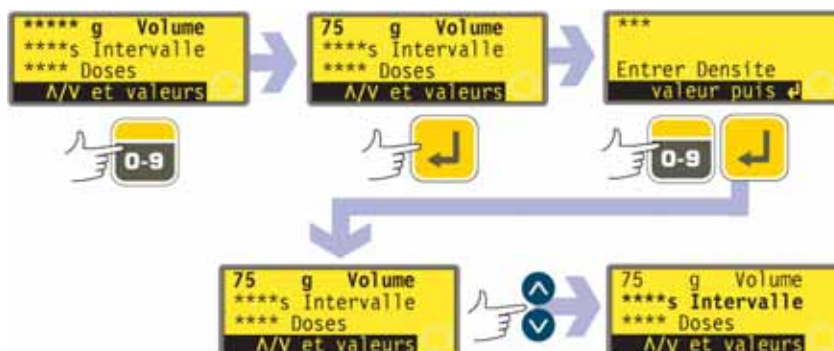 ***** g Volume
****s Intervalle
**** Doses
Λ/V et valeurs
75 g Volume
****s Intervalle
**** Doses
Λ/V et valeurs
***
Entrer Densite
valeur puis ↲
0-9
0-9
75 g Volume
****s Intervalle
**** Doses
Λ/V et valeurs
75 g Volume
****s Intervalle
**** Doses
Λ/V et valeurs